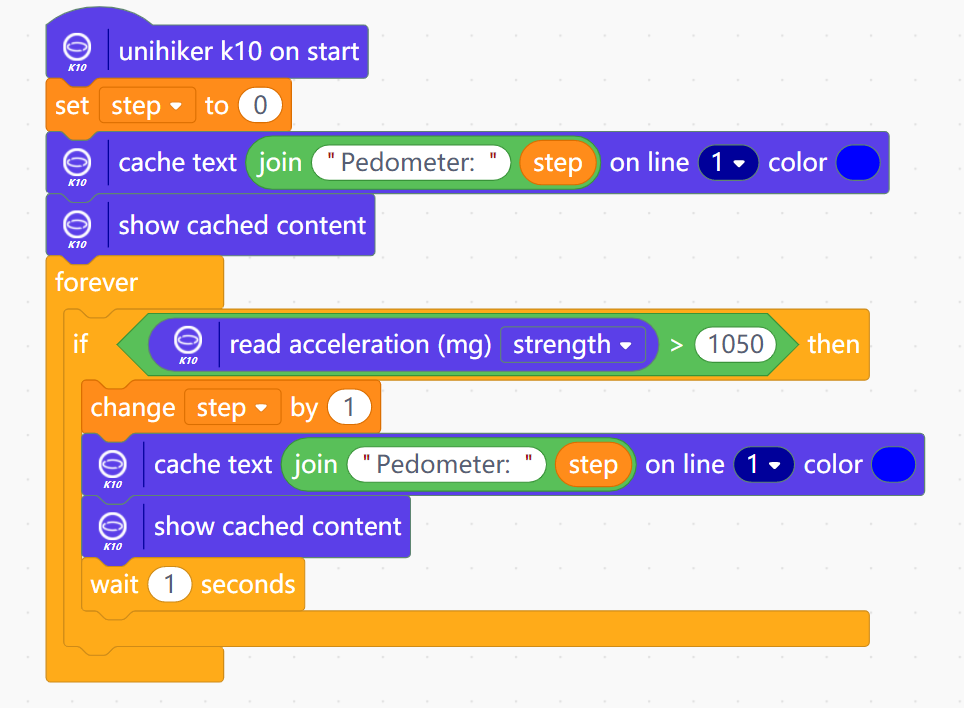 K10 unihiker k10 on start
set step to 0
K10 cache text join "Pedometer: " step on line 1 color
K10 show cached content
forever
if K10 read acceleration (mg) strength > 1050 then
change step by 1
K10 cache text join "Pedometer: " step on line 1 color
K10 show cached content
wait 1 seconds